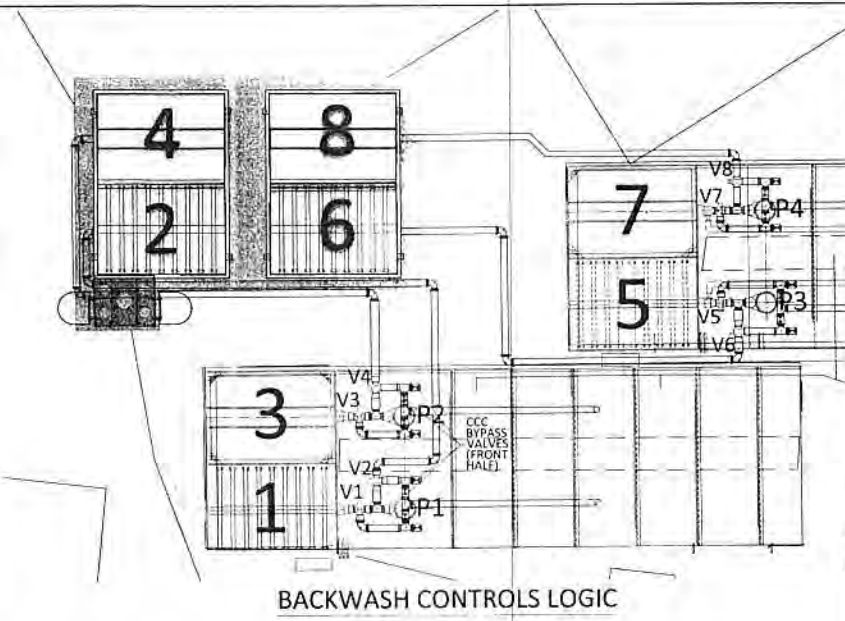 4
8
2
6
7
5
V8
V7
P4
V5
P3
V6
3
1
V4
V3
P2
V2
V1
P1
CCC
BYPASS
VALVES
(FRONT
HALF)
BACKWASH CONTROLS LOGIC